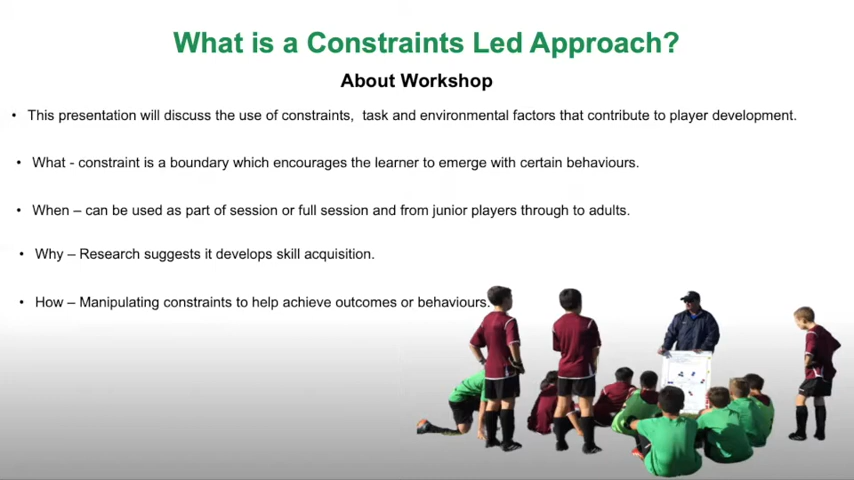 What is a Constraints Led Approach?
About Workshop
• This presentation will discuss the use of constraints, task and environmental factors that contribute to player development.
• What - constraint is a boundary which encourages the learner to emerge with certain behaviours.
• When – can be used as part of session or full session and from junior players through to adults.
• Why – Research suggests it develops skill acquisition.
• How – Manipulating constraints to help achieve outcomes or behaviours.